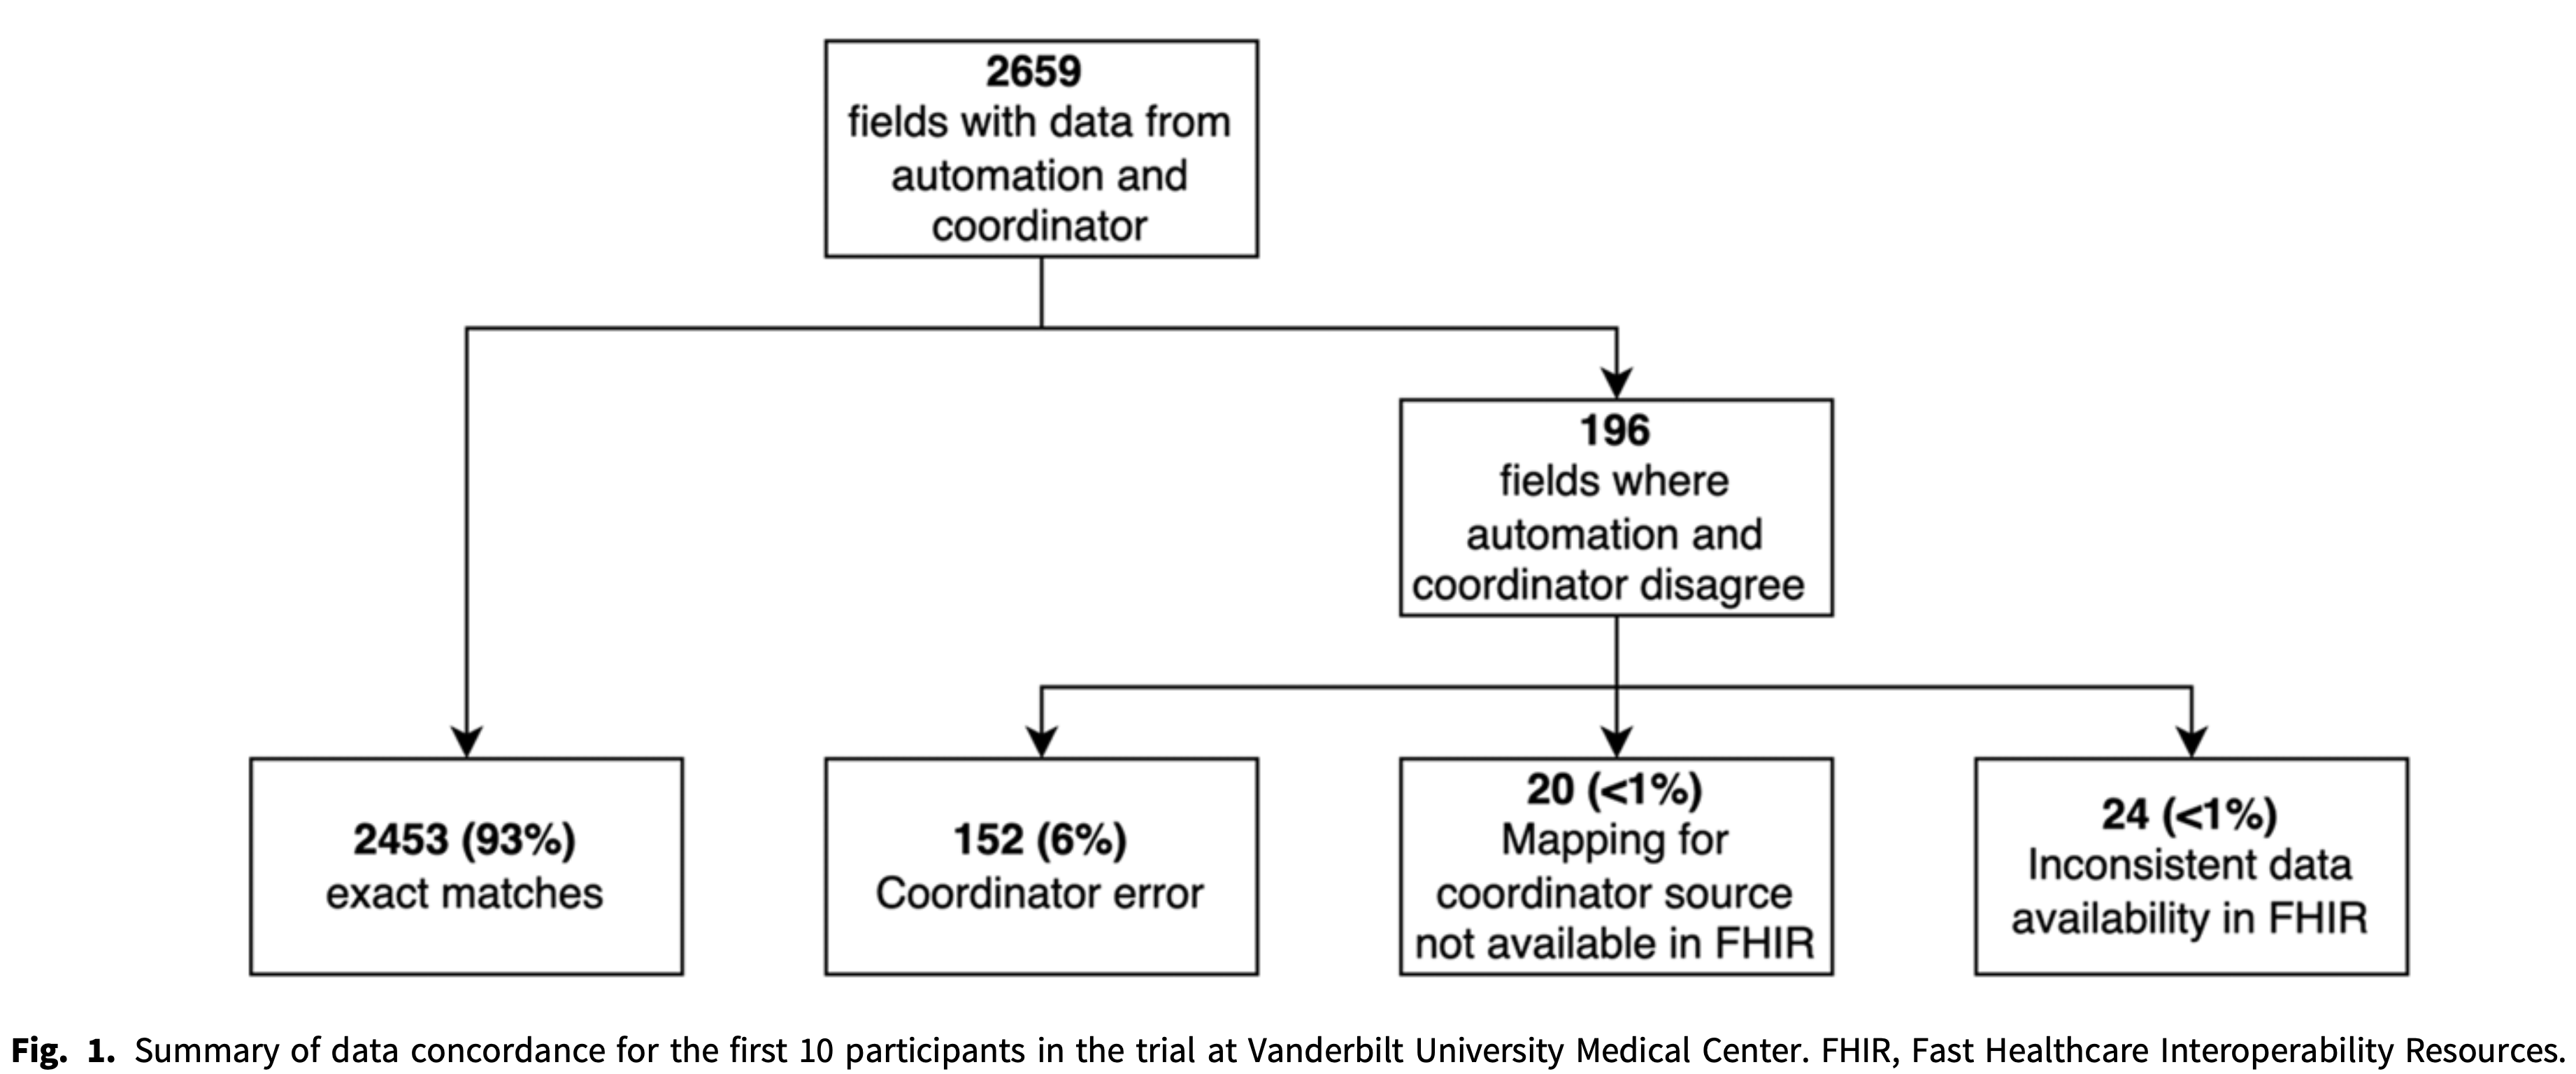 2659
fields with data from
automation and
coordinator
196
fields where
automation and
coordinator disagree
2453 (93%)
exact matches
152 (6%)
Coordinator error
20 (<1%)
Mapping for
coordinator source
not available in FHIR
24 (<1%)
Inconsistent data
availability in FHIR
Fig. 1. Summary of data concordance for the first 10 participants in the trial at Vanderbilt University Medical Center. FHIR, Fast Healthcare Interoperability Resources.